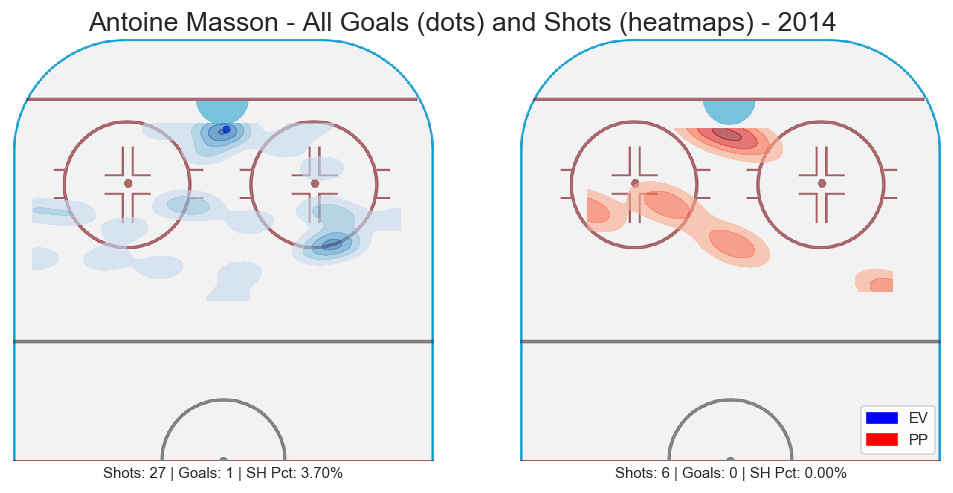 Antoine Masson - All Goals (dots) and Shots (heatmaps) - 2014
EV
PP
Shots: 27 | Goals: 1 | SH Pct: 3.70%
Shots: 6 | Goals: 0 | SH Pct: 0.00%